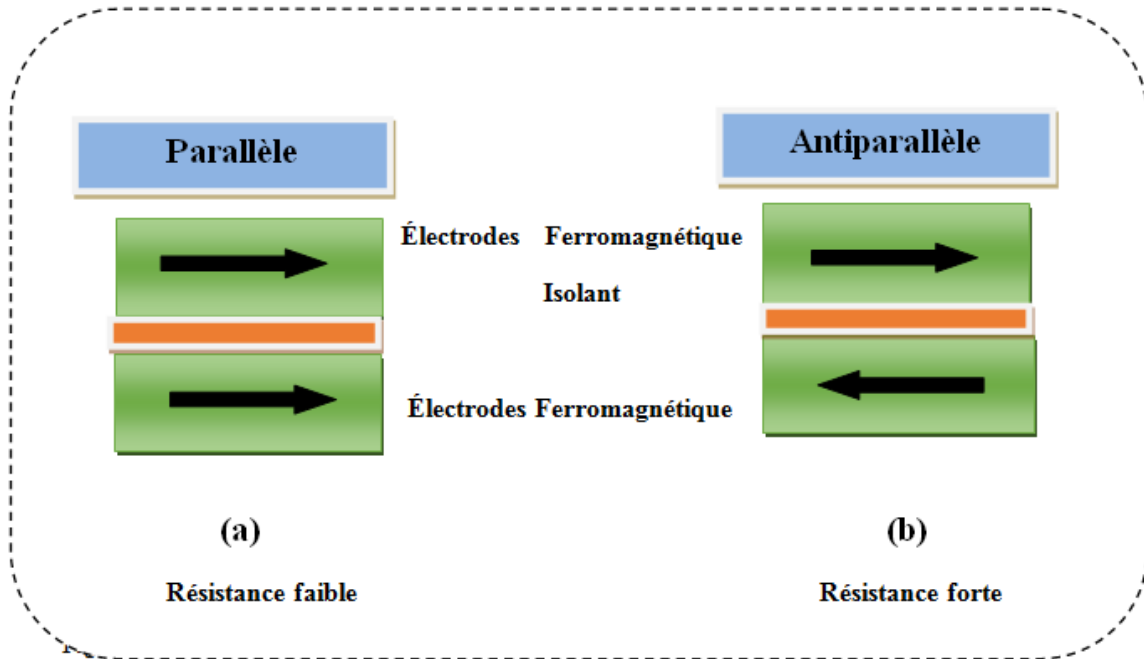 Parallèle
Antiparallèle
Électrodes Ferromagnétique
Isolant
Électrodes Ferromagnétique
(a)
(b)
Résistance faible
Résistance forte